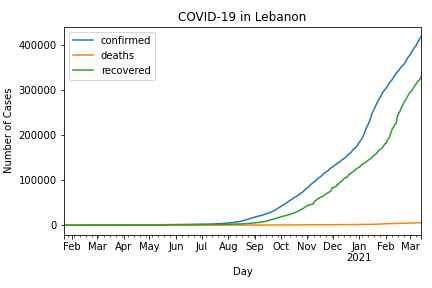 COVID-19 in Lebanon
confirmed
deaths
recovered
Number of Cases
400000
300000
200000
100000
0
Feb Mar Apr May Jun Jul Aug Sep Oct Nov Dec Jan Feb Mar
2021
Day